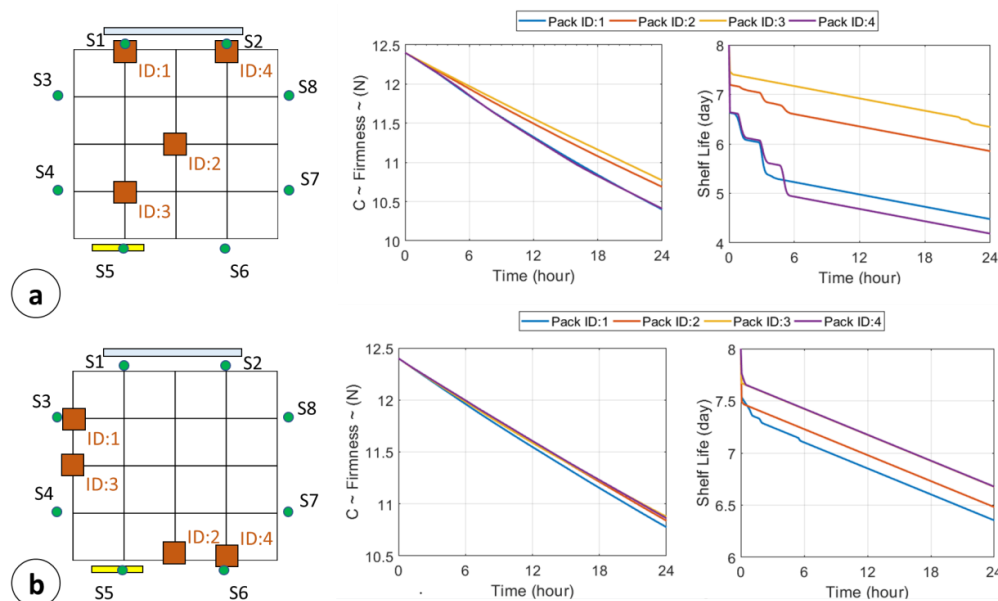 S1
S2
ID:1
ID:4
S3
S8
ID:2
S4
S7
ID:3
S5
S6
a
Pack ID:1 Pack ID:2 Pack ID:3 Pack ID:4
12.5
12
11.5
11
10.5
10
0 6 12 18 24
Time (hour)
C ~ Firmness ~ (N)
8
7
6
5
4
0 6 12 18 24
Time (hour)
Shelf Life (day)
S1
S2
S3
S8
ID:1
ID:3
S4
S7
ID:2
ID:4
S5
S6
b
Pack ID:1 Pack ID:2 Pack ID:3 Pack ID:4
12.5
12
11.5
11
10.5
0 6 12 18 24
Time (hour)
C ~ Firmness ~ (N)
8
7.5
7
6.5
6
0 6 12 18 24
Time (hour)
Shelf Life (day)